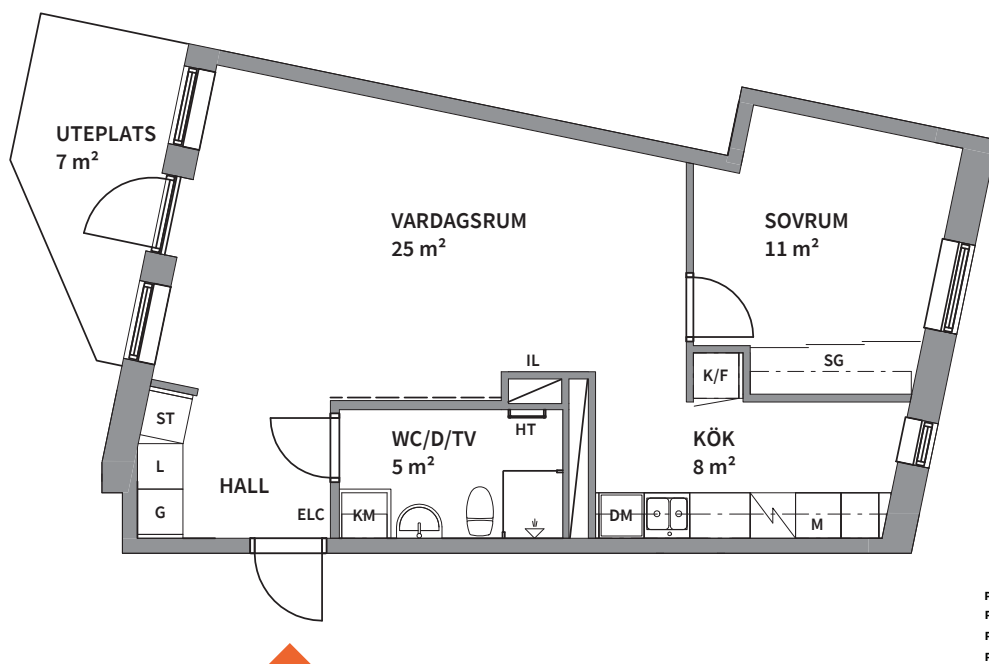 UTEPLATS
7 m²
VARDAGSRUM
25 m²
SOVRUM
11 m²
IL
K/F
SG
ST
HT
WC/D/TV
5 m²
KÖK
8 m²
L
HALL
G
ELC
KM
DM
M